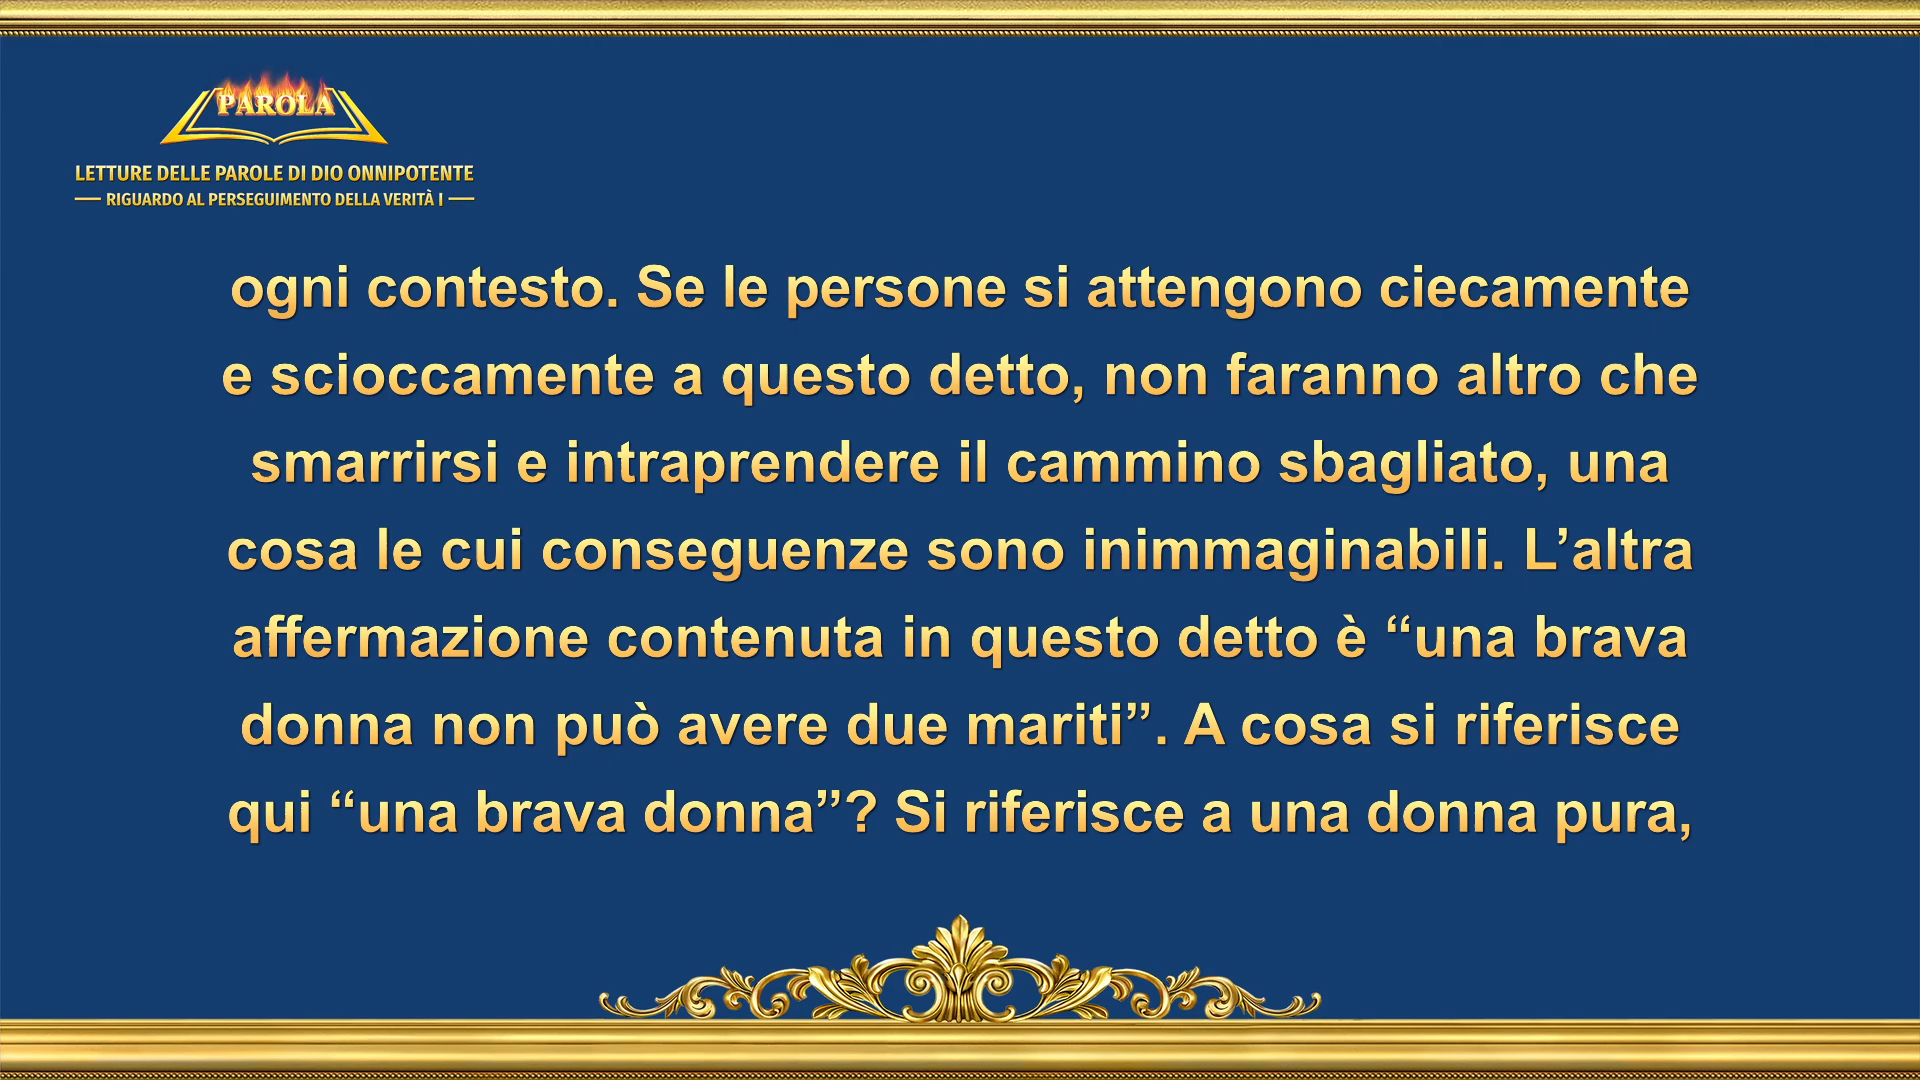 PAROLA
LETTURE DELLE PAROLE DI DIO ONNIPOTENTE
RIGUARDO AL PERSEGUIMENTO DELLA VERITÀ I
ogni contesto. Se le persone si attengono ciecamente
e scioccamente a questo detto, non faranno altro che
smarrirsi e intraprendere il cammino sbagliato, una
cosa le cui conseguenze sono inimmaginabili. L’altra
affermazione contenuta in questo detto è “una brava
donna non può avere due mariti”. A cosa si riferisce
qui “una brava donna”? Si riferisce a una donna pura,